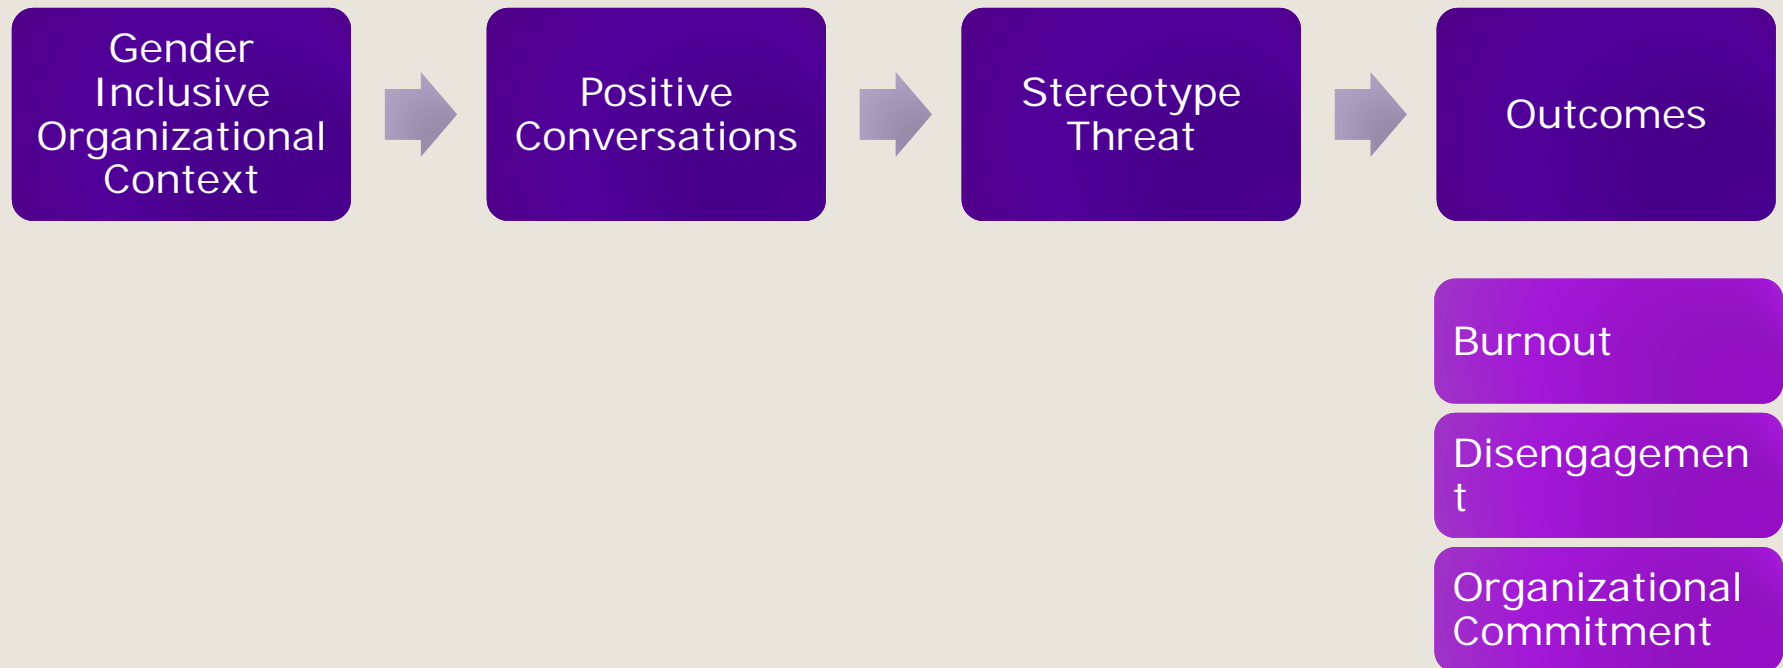 Gender
Inclusive
Organizational
Context
Positive
Conversations
Stereotype
Threat
Outcomes
Burnout
Disengagemen
t
Organizational
Commitment